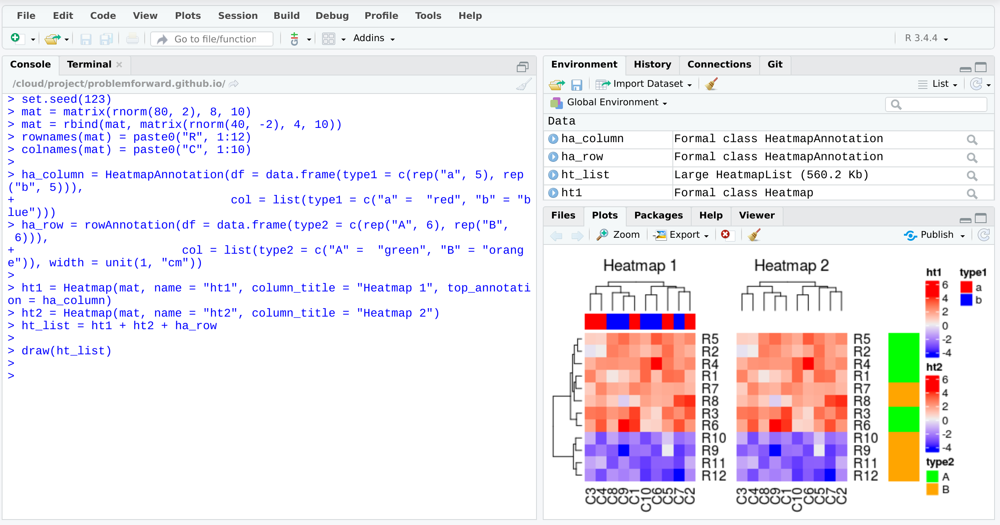 File Edit Code View Plots Session Build Debug Profile Tools Help
Go to file/function Addins R 3.4.4
Console Terminal
/cloud/project/problemforward.github.io/
> set.seed(123)
> mat = matrix(rnorm(80, 2), 8, 10)
> mat = rbind(mat, matrix(rnorm(40, -2), 4, 10))
> rownames(mat) = paste0("R", 1:12)
> colnames(mat) = paste0("C", 1:10)
>
> ha_column = HeatmapAnnotation(df = data.frame(type1 = c(rep("a", 5), rep
("b", 5))),
+                               col = list(type1 = c("a" =  "red", "b" = "b
lue")))
> ha_row = rowAnnotation(df = data.frame(type2 = c(rep("A", 6), rep("B",
 6))),
+                        col = list(type2 = c("A" =  "green", "B" = "orang
e")), width = unit(1, "cm"))
>
> ht1 = Heatmap(mat, name = "ht1", column_title = "Heatmap 1", top_annotati
on = ha_column)
> ht2 = Heatmap(mat, name = "ht2", column_title = "Heatmap 2")
> ht_list = ht1 + ht2 + ha_row
>
> draw(ht_list)
>
>
Environment History Connections Git
Import Dataset List
Global Environment
Data
ha_column Formal class HeatmapAnnotation
ha_row Formal class HeatmapAnnotation
ht_list Large HeatmapList (560.2 Kb)
ht1 Formal class Heatmap
Files Plots Packages Help Viewer
Zoom Export Publish
Heatmap 1 Heatmap 2
R5 R5
R2 R2
R4 R4
R1 R1
R7 R7
R8 R8
R3 R3
R6 R6
R10 R10
R9 R9
R11 R11
R12 R12
C3 C4 C8 C9 C1 C10 C6 C5 C7 C2 C3 C4 C8 C9 C1 C10 C6 C5 C7 C2
ht1
6
4
2
0
-2
-4
type1
a
b
ht2
6
4
2
0
-2
-4
type2
A
B